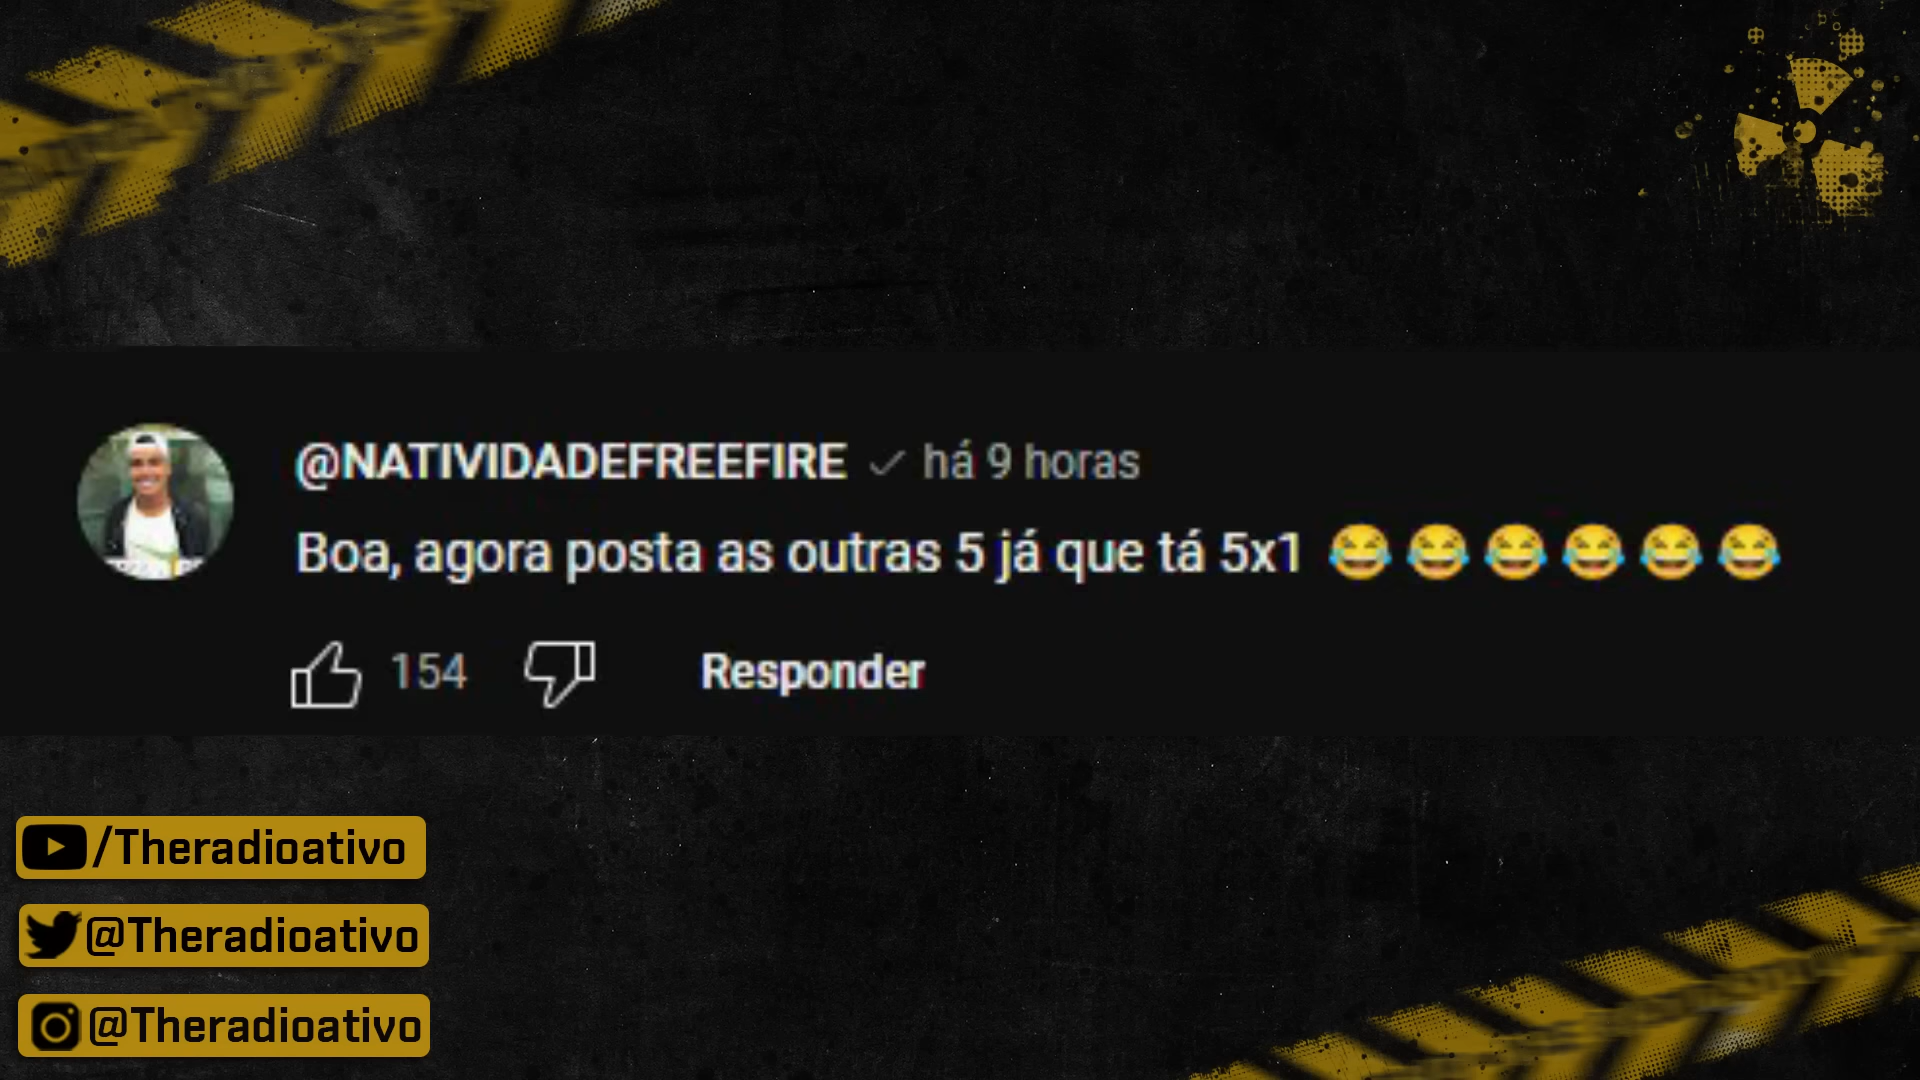 @NATIVIDADEFREEFIRE há 9 horas
Boa, agora posta as outras 5 já que tá 5x1 😂😂😂😂😂😂
154 Responder
/Theradioativo
@Theradioativo
@Theradioativo